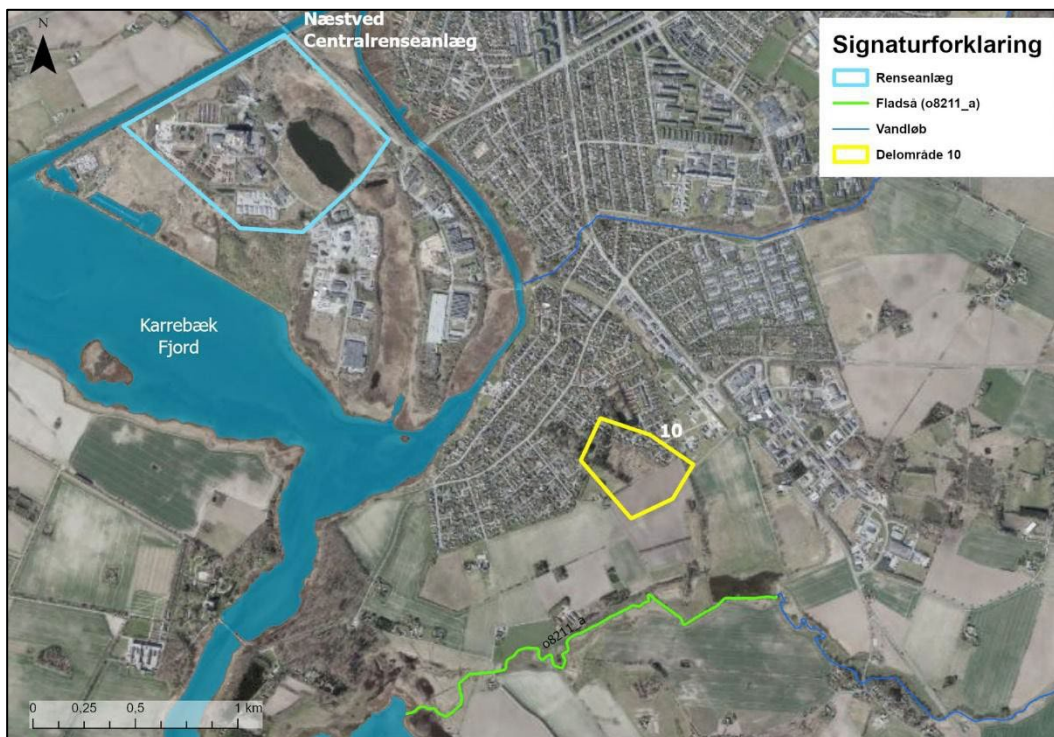 N
Næstved
Centralrenseanlæg
Signaturforklaring
Renseanlæg
Fladså (o8211_a)
Vandløb
Delområde 10
Karrebæk
Fjord
10
o8211_a
0 0,25 0,5 1 km